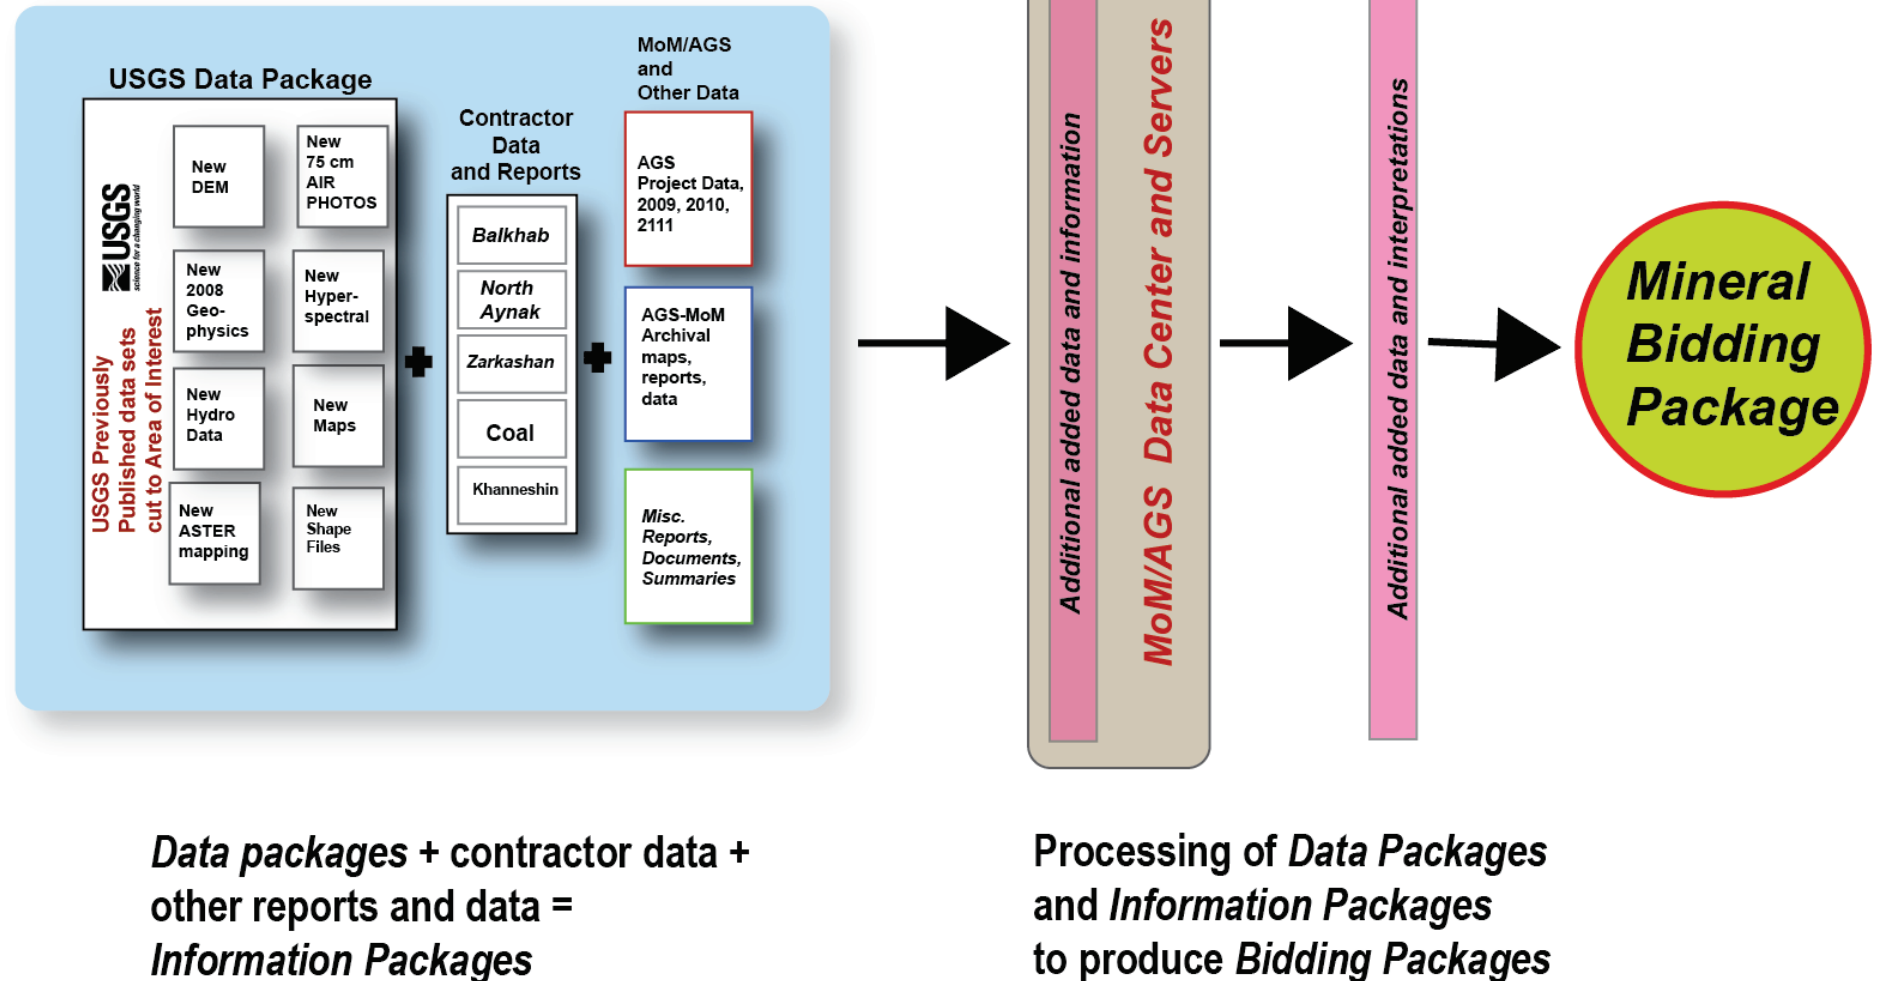 USGS Data Package
USGS
science for a changing world
USGS Previously
Published data sets
cut to Area of Interest
New
DEM
New
75 cm
AIR
PHOTOS
New
2008
Geo-
physics
New
Hyper-
spectral
New
Hydro
Data
New
Maps
New
ASTER
mapping
New
Shape
Files
+
Contractor
Data
and Reports
Balkhab
North
Aynak
Zarkashan
Coal
Khanneshin
+
MoM/AGS
and
Other Data
AGS
Project Data,
2009, 2010,
2111
AGS-MoM
Archival
maps,
reports,
data
Misc.
Reports,
Documents,
Summaries
Additional added data and information
MoM/AGS Data Center and Servers
Additional added data and interpretations
Mineral
Bidding
Package
Data packages + contractor data +
other reports and data =
Information Packages
Processing of Data Packages
and Information Packages
to produce Bidding Packages